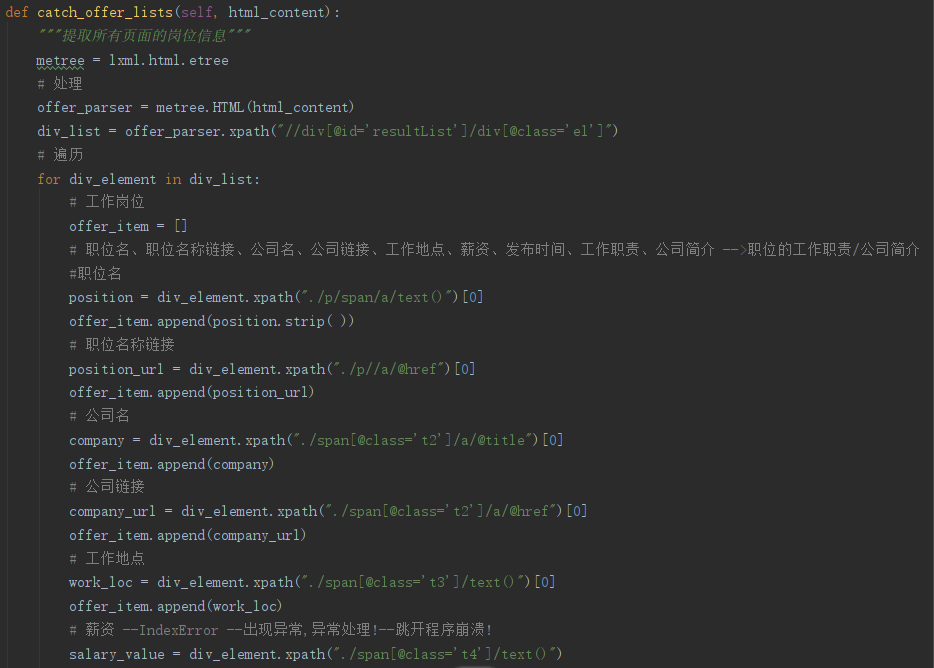 def catch_offer_lists(self, html_content):
"""提取所有页面的岗位信息"""
metree = lxml.html.etree
# 处理
offer_parser = metree.HTML(html_content)
div_list = offer_parser.xpath("//div[@id='resultList']/div[@class='el']")
# 遍历
for div_element in div_list:
# 工作岗位
offer_item = []
# 职位名、职位名称链接、公司名、公司链接、工作地点、薪资、发布时间、工作职责、公司简介 -->职位的工作职责/公司简介
#职位名
position = div_element.xpath("./p/span/a/text()")[0]
offer_item.append(position.strip( ))
# 职位名称链接
position_url = div_element.xpath("./p//a/@href")[0]
offer_item.append(position_url)
# 公司名
company = div_element.xpath("./span[@class='t2']/a/@title")[0]
offer_item.append(company)
# 公司链接
company_url = div_element.xpath("./span[@class='t2']/a/@href")[0]
offer_item.append(company_url)
# 工作地点
work_loc = div_element.xpath("./span[@class='t3']/text()")[0]
offer_item.append(work_loc)
# 薪资 --IndexError --出现异常,异常处理!--跳开程序崩溃!
salary_value = div_element.xpath("./span[@class='t4']/text()")